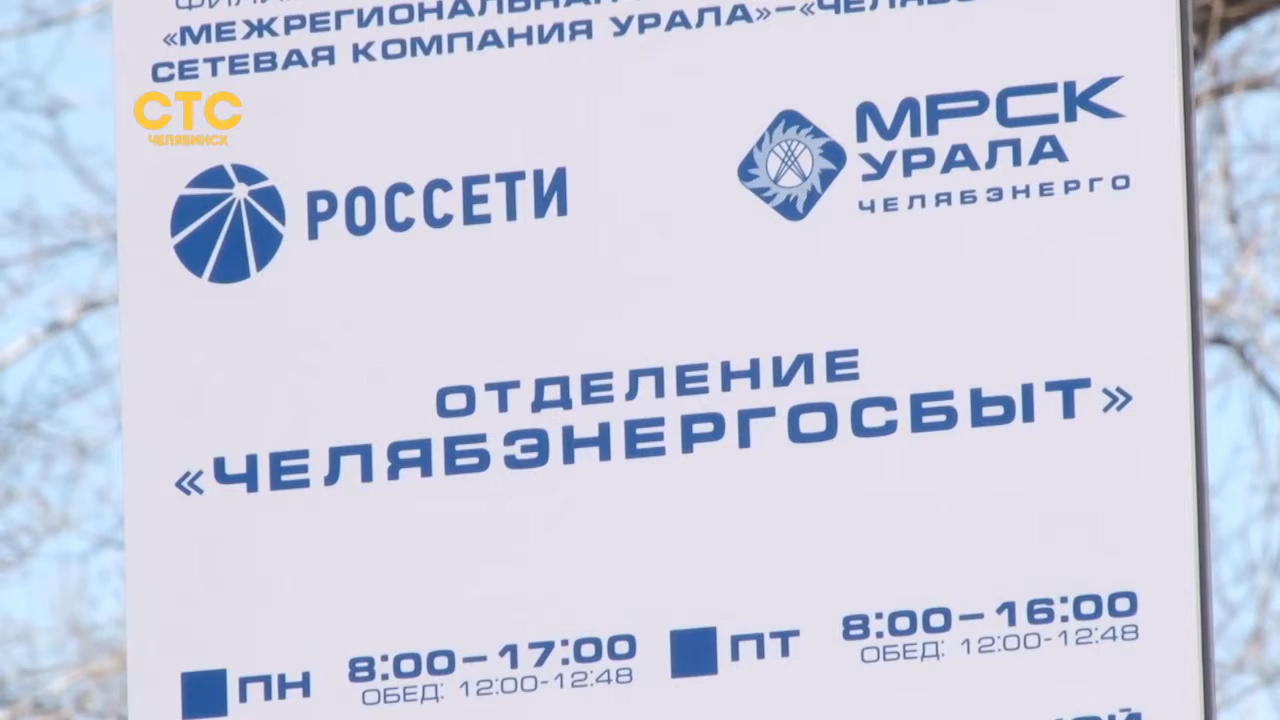 «МЕЖРЕГИОНАЛЬНАЯ
СЕТЕВАЯ КОМПАНИЯ УРАЛА»–
СТС
ЧЕЛЯБИНСК
РОССЕТИ
МРСК
УРАЛА
ЧЕЛЯБЭНЕРГО
ОТДЕЛЕНИЕ
«ЧЕЛЯБЭНЕРГОСБЫТ»
ПН 8:00–17:00
ОБЕД: 12:00-12:48
ПТ 8:00–16:00
ОБЕД: 12:00-12:48